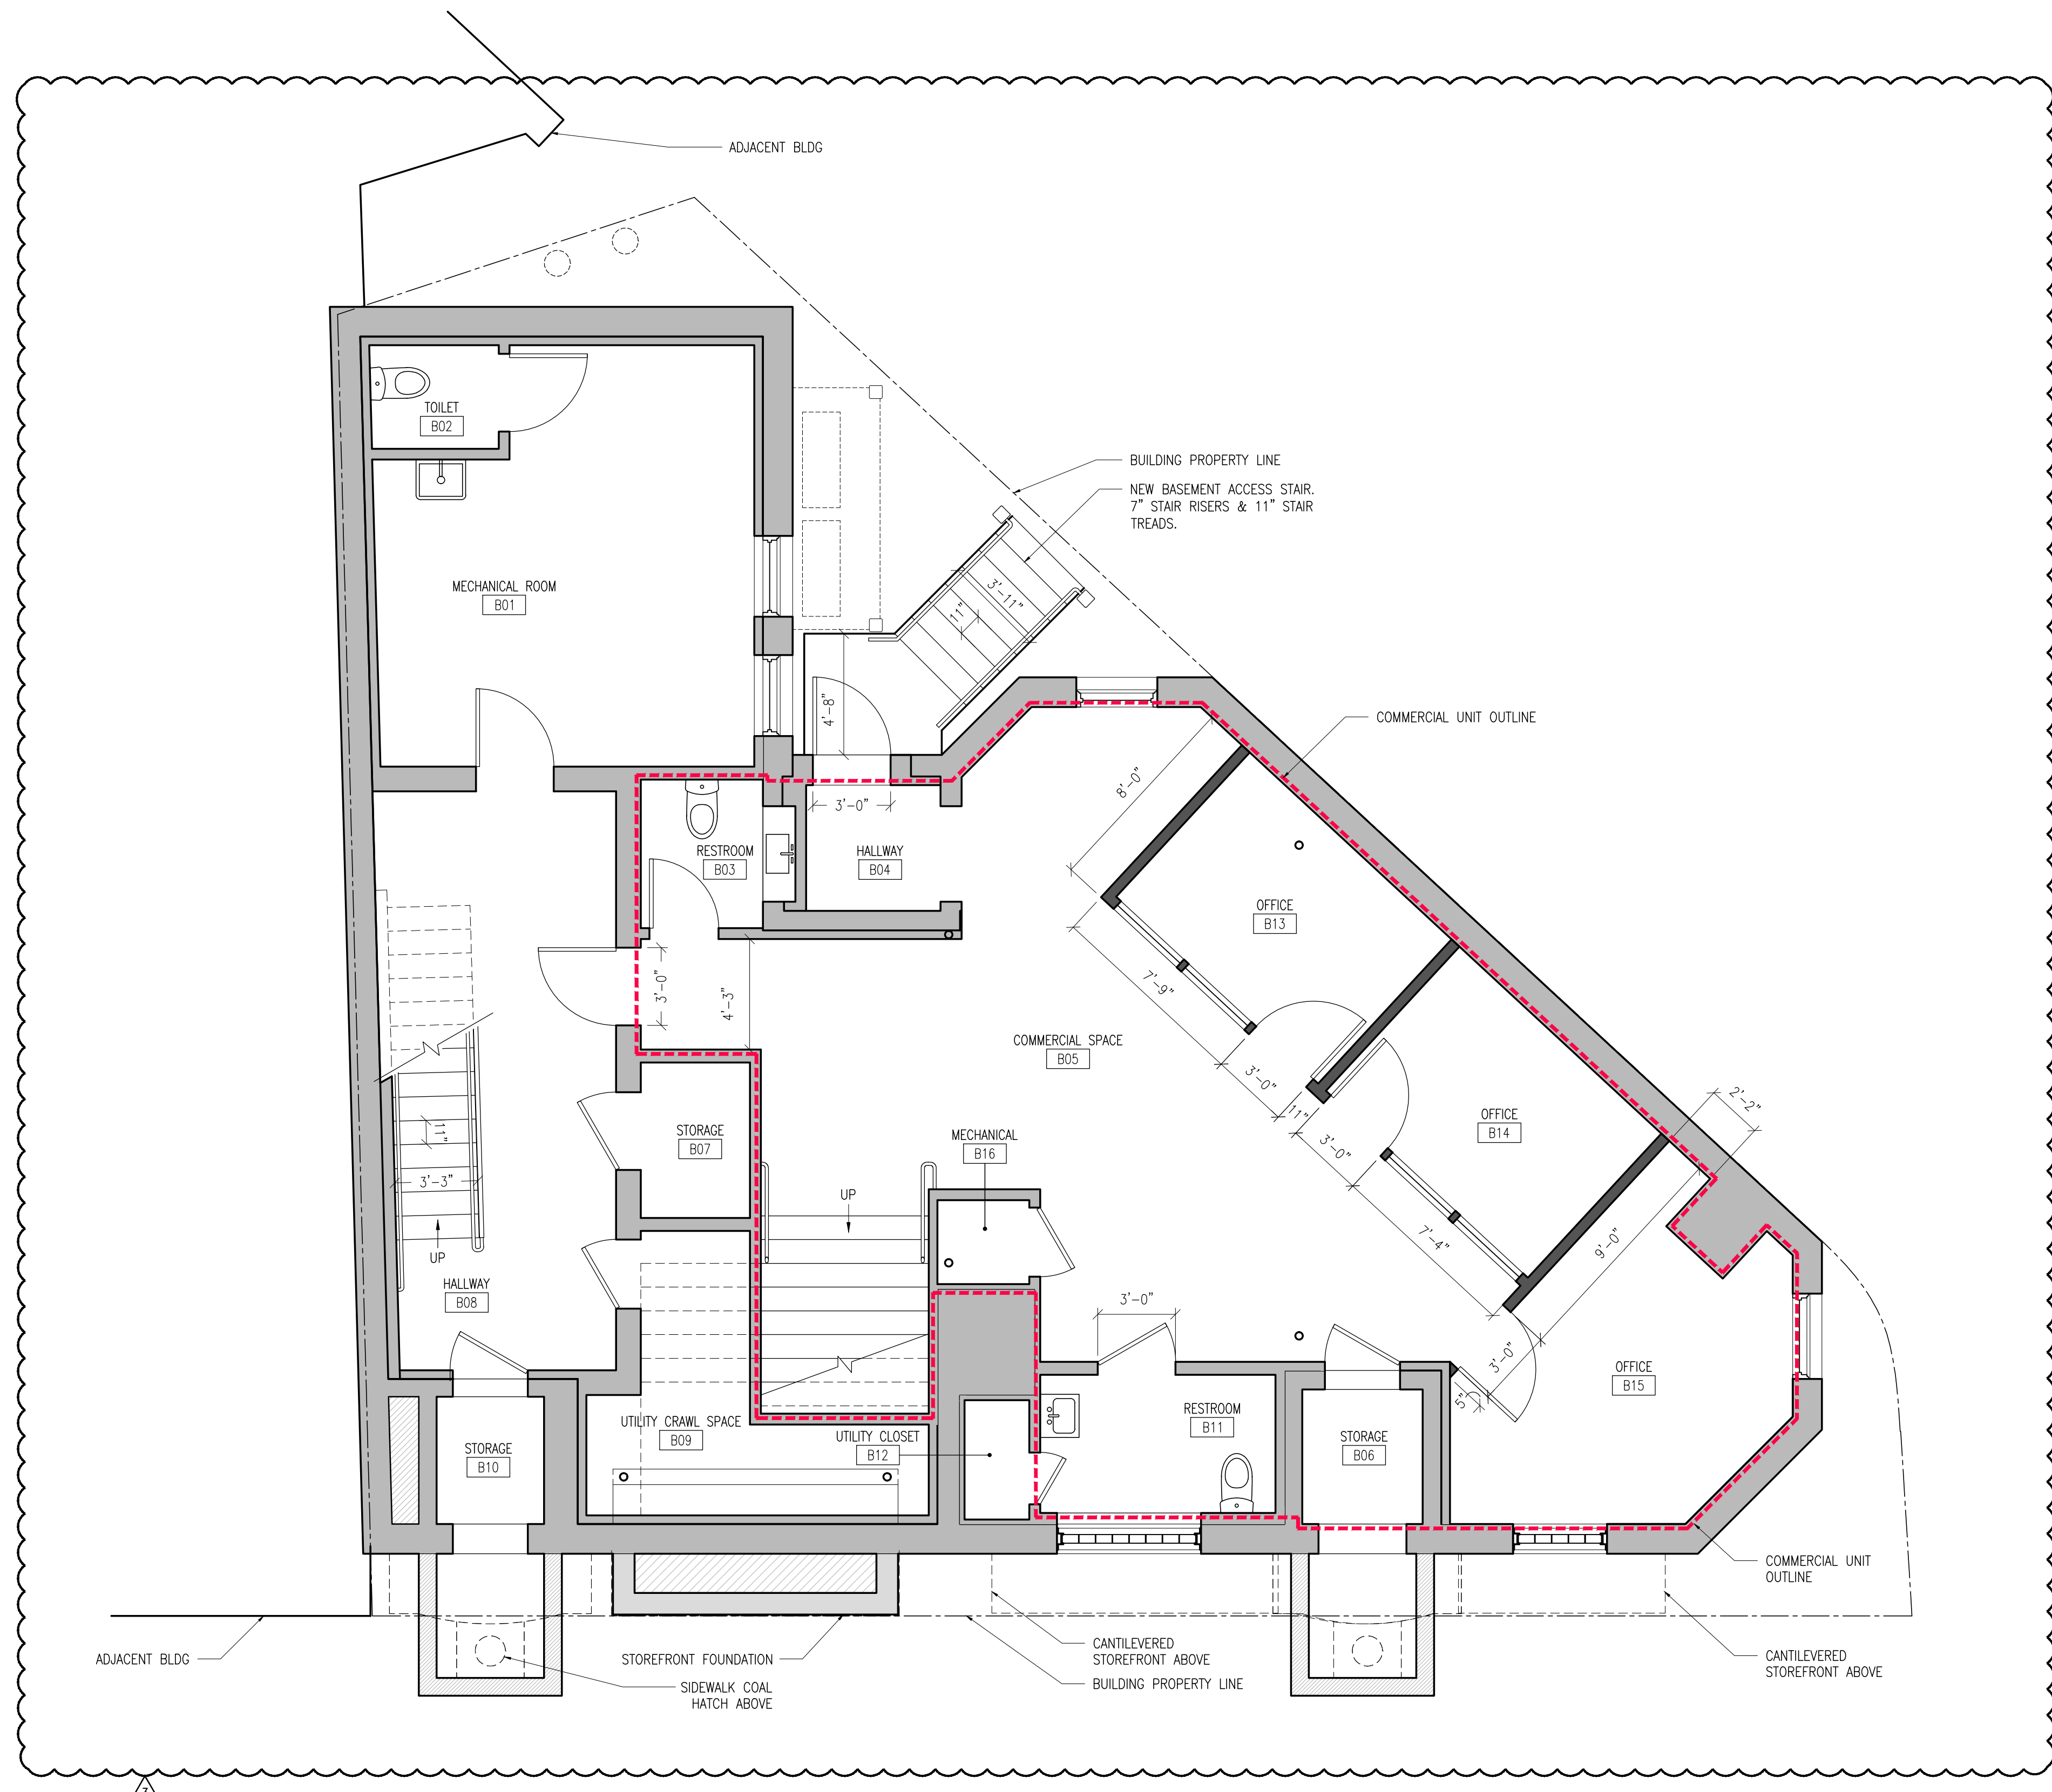 ADJACENT BLDG
TOILET
B02
BUILDING PROPERTY LINE
NEW BASEMENT ACCESS STAIR.
7" STAIR RISERS & 11" STAIR
TREADS.
MECHANICAL ROOM
B01
3'-11"
11"
4'-8"
COMMERCIAL UNIT OUTLINE
8'-0"
3'-0"
RESTROOM
B03
HALLWAY
B04
OFFICE
B13
3'-0"
4'-3"
7'-9"
COMMERCIAL SPACE
B05
3'-0"
11"
3'-0"
OFFICE
B14
2'-2"
11"
3'-3"
STORAGE
B07
MECHANICAL
B16
UP
UP
7'-4"
9'-0"
HALLWAY
B08
3'-0"
3'-0"
5"
OFFICE
B15
UTILITY CRAWL SPACE
B09
UTILITY CLOSET
B12
RESTROOM
B11
STORAGE
B06
STORAGE
B10
COMMERCIAL UNIT
OUTLINE
ADJACENT BLDG
STOREFRONT FOUNDATION
SIDEWALK COAL
HATCH ABOVE
CANTILEVERED
STOREFRONT ABOVE
BUILDING PROPERTY LINE
CANTILEVERED
STOREFRONT ABOVE